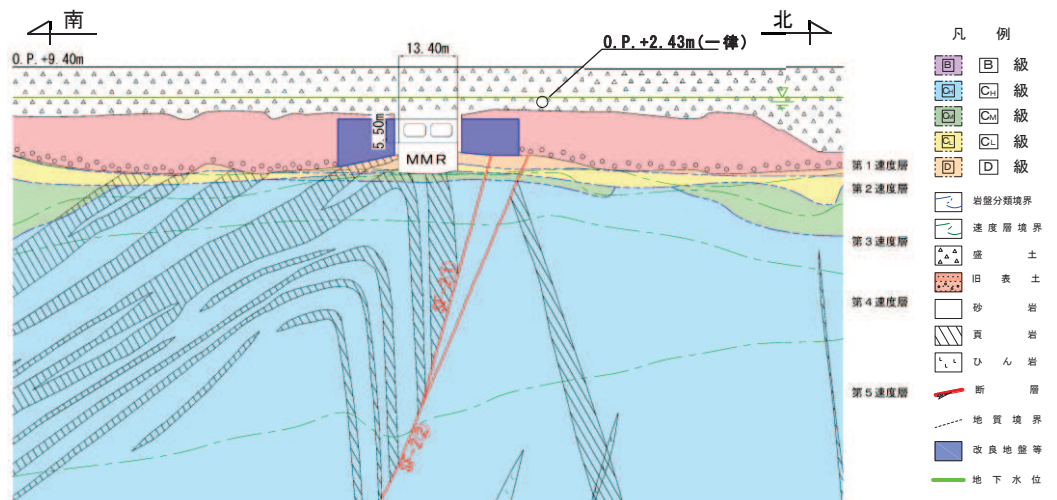 南
北
O.P.+2.43m(一律)
13.40m
O.P.+9.40m
5.50m
MMR
第1速度層
第2速度層
第3速度層
第4速度層
第5速度層
凡 例
B B 級
CH CH 級
CM CM 級
CL CL 級
D D 級
岩盤分類境界
速度層境界
盛土
旧表土
砂岩
頁岩
ひん岩
断層
地質境界
改良地盤等
地下水位